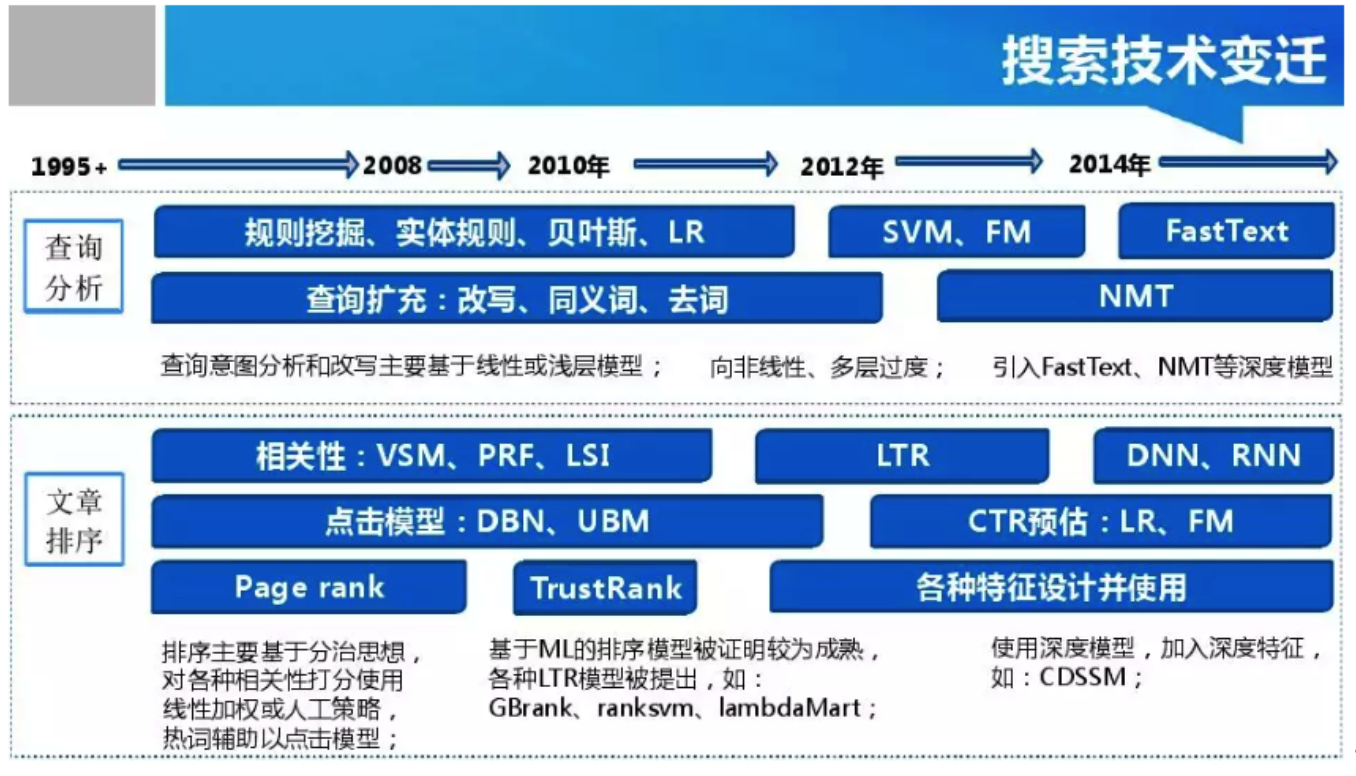 搜索技术变迁
1995+
2008
2010年
2012年
2014年
查询
分析
规则挖掘、实体规则、贝叶斯、LR
SVM、FM
FastText
查询扩充：改写、同义词、去词
NMT
查询意图分析和改写主要基于线性或浅层模型；
向非线性、多层过度；
引入FastText、NMT等深度模型
文章
排序
相关性：VSM、PRF、LSI
LTR
DNN、RNN
点击模型：DBN、UBM
CTR预估：LR、FM
Page rank
TrustRank
各种特征设计并使用
排序主要基于分治思想，
对各种相关性打分使用
线性加权或人工策略，
热词辅助以点击模型；
基于ML的排序模型被证明较为成熟，
各种LTR模型被提出，如：
GBrank、ranksvm、lambdaMart；
使用深度模型，加入深度特征，
如：CDSSM；